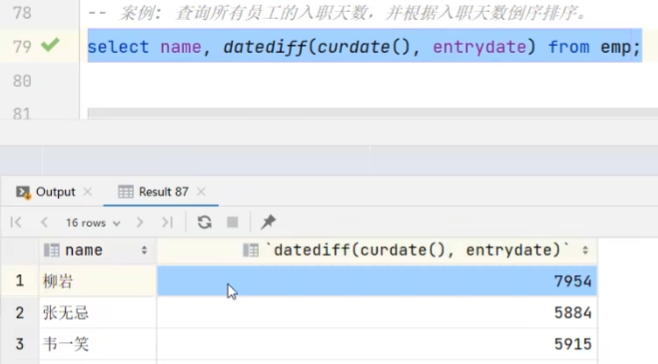 78
-- 案例: 查询所有员工的入职天数，并根据入职天数倒序排序。
79 select name, datediff(curdate(), entrydate) from emp;
80
81
Output Result 87
16 rows
name `datediff(curdate(), entrydate)`
1 柳岩 7954
2 张无忌 5884
3 韦一笑 5915